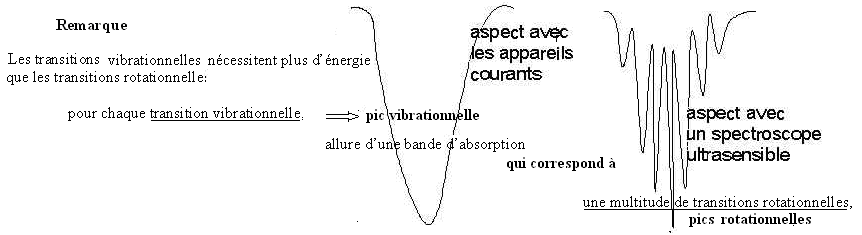 Remarque
Les transitions vibrationnelles nécessitent plus d'énergie
que les transitions rotationnelle:
pour chaque transition vibrationnelle,
pic vibrationnelle
allure d'une bande d'absorption
aspect avec
les appareils
courants
qui correspond à
aspect avec
un spectroscope
ultrasensible
une multitude de transitions rotationnelles,
pics rotationnelles